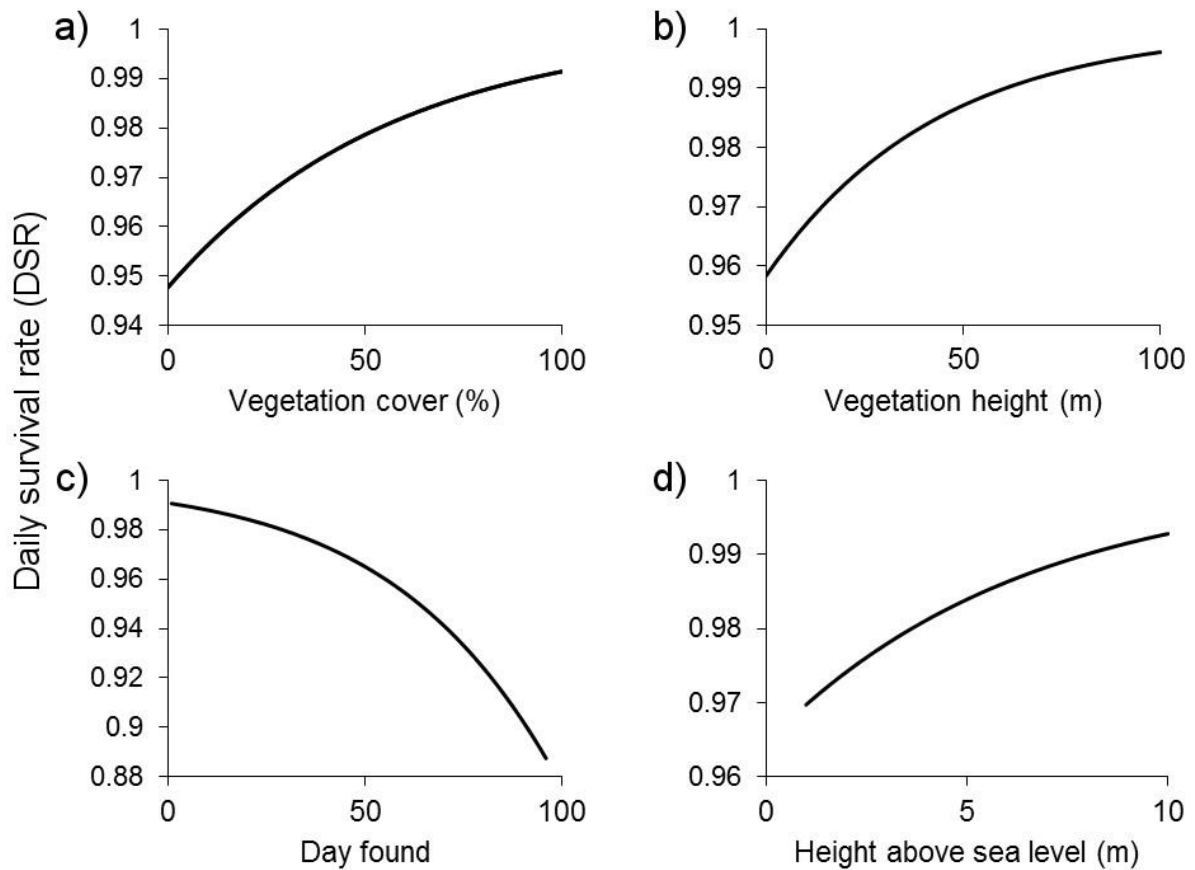 Daily survival rate (DSR)
a)
1
0.99
0.98
0.97
0.96
0.95
0.94
0 50 100
Vegetation cover (%)
b)
1
0.99
0.98
0.97
0.96
0.95
0 50 100
Vegetation height (m)
c)
1
0.98
0.96
0.94
0.92
0.9
0.88
0 50 100
Day found
d)
1
0.99
0.98
0.97
0.96
0 5 10
Height above sea level (m)